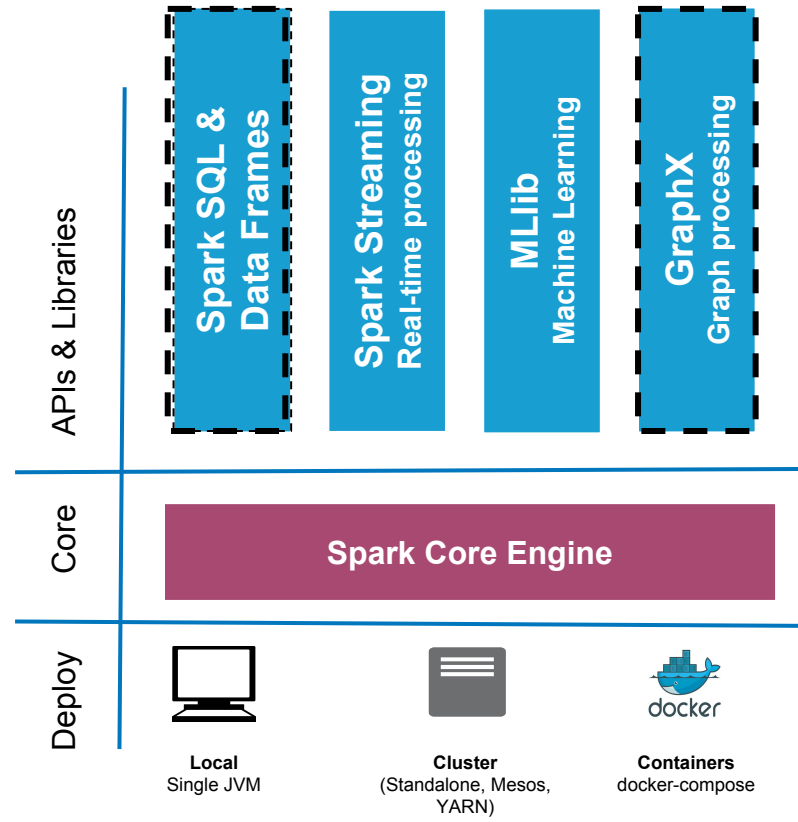 APIs & Libraries
Spark SQL &
Data Frames
Spark Streaming
Real-time processing
MLlib
Machine Learning
GraphX
Graph processing
Core
Spark Core Engine
Deploy
docker
Local
Single JVM
Cluster
(Standalone, Mesos,
YARN)
Containers
docker-compose